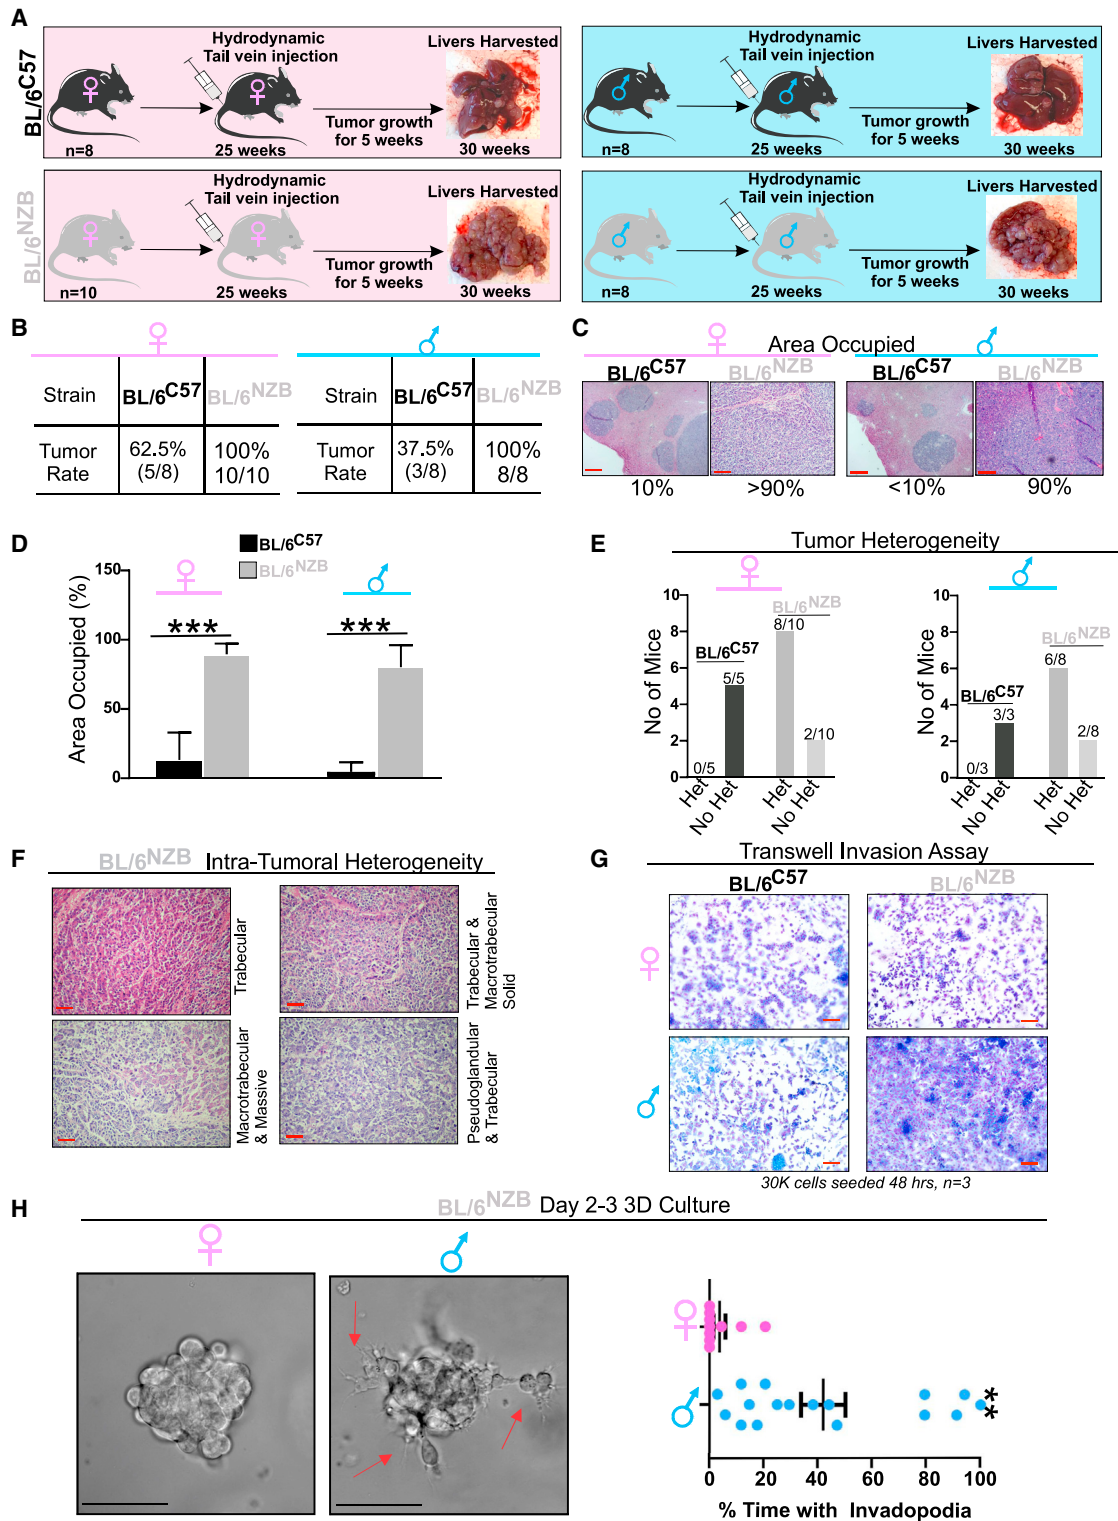 A
BL/6C57
Hydrodynamic
Tail vein injection
Livers Harvested
Tumor growth
for 5 weeks
n=8
25 weeks
30 weeks
Hydrodynamic
Tail vein injection
Livers Harvested
Tumor growth
for 5 weeks
n=8
25 weeks
30 weeks
BL/6NZB
Hydrodynamic
Tail vein injection
Livers Harvested
Tumor growth
for 5 weeks
n=10
25 weeks
30 weeks
Hydrodynamic
Tail vein injection
Livers Harvested
Tumor growth
for 5 weeks
n=8
25 weeks
30 weeks
B
♀
Strain BL/6C57 BL/6NZB
Tumor Rate 62.5% (5/8) 100% 10/10
♂
Strain BL/6C57 BL/6NZB
Tumor Rate 37.5% (3/8) 100% 8/8
C
♀ Area Occupied ♂
BL/6C57 BL/6NZB BL/6C57 BL/6NZB
10% >90% <10% 90%
D
BL/6C57
BL/6NZB
Area Occupied (%)
150
100
50
0
♀
***
♂
***
E
Tumor Heterogeneity
♀
No of Mice
10
8
6
4
2
0
BL/6C57
BL/6NZB
0/5
5/5
8/10
2/10
Het
No Het
Het
No Het
♂
No of Mice
10
8
6
4
2
0
BL/6C57
BL/6NZB
0/3
3/3
6/8
2/8
Het
No Het
Het
No Het
F
BL/6NZB Intra-Tumoral Heterogeneity
Trabecular
Trabecular &
Macrotrabecular
Solid
Macrotrabecular
& Massive
Pseudoglandular
& Trabecular
G
Transwell Invasion Assay
BL/6C57 BL/6NZB
♀
♂
30K cells seeded 48 hrs, n=3
H
BL/6NZB Day 2-3 3D Culture
♀ ♂
♀
♂
**
0 20 40 60 80 100
% Time with Invadopodia